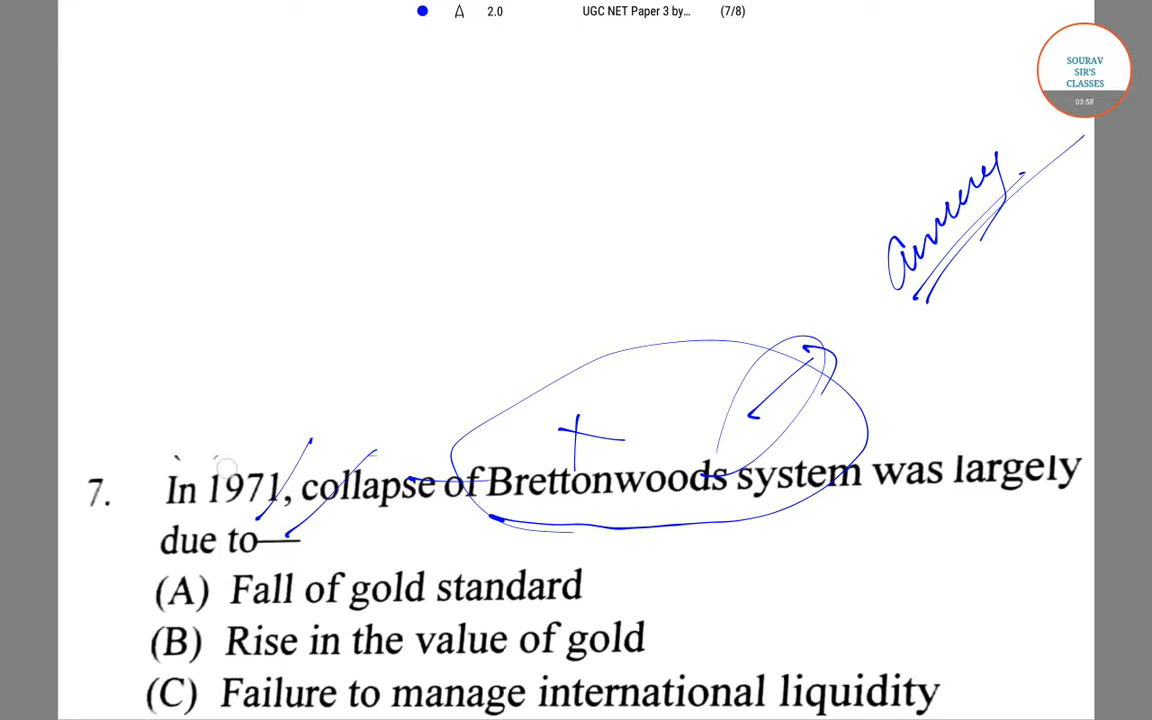 2.0 UGC NET Paper 3 by... (7/8)
SOURAV
SIR'S
CLASSES
03:58
7. In 1971, collapse of Brettonwoods system was largely
due to—
(A) Fall of gold standard
(B) Rise in the value of gold
(C) Failure to manage international liquidity